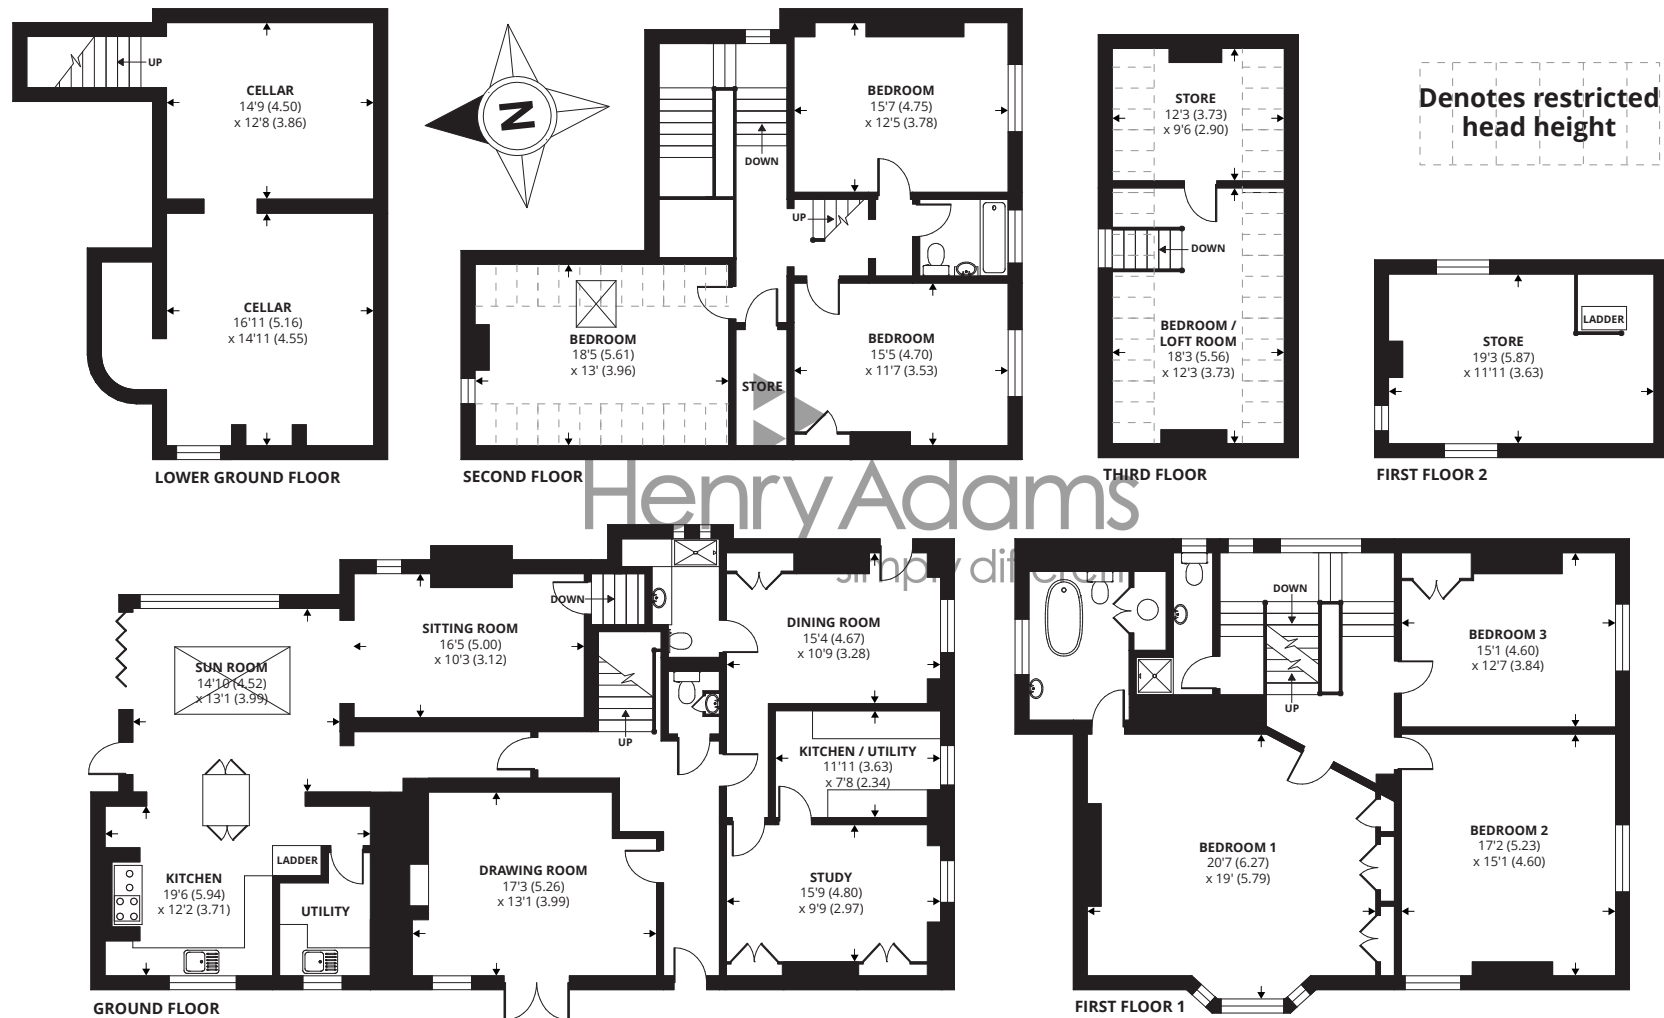 CELLAR
14'9 (4.50)
x 12'8 (3.86)
UP
CELLAR
16'11 (5.16)
x 14'11 (4.55)
LOWER GROUND FLOOR
N
BEDROOM
15'7 (4.75)
x 12'5 (3.78)
DOWN
UP
BEDROOM
18'5 (5.61)
x 13' (3.96)
STORE
BEDROOM
15'5 (4.70)
x 11'7 (3.53)
SECOND FLOOR
STORE
12'3 (3.73)
x 9'6 (2.90)
DOWN
BEDROOM /
LOFT ROOM
18'3 (5.56)
x 12'3 (3.73)
THIRD FLOOR
Denotes restricted
head height
LADDER
STORE
19'3 (5.87)
x 11'11 (3.63)
FIRST FLOOR 2
Henry Adams
simply different
SUN ROOM
14'10 (4.52)
x 13'1 (3.99)
SITTING ROOM
16'5 (5.00)
x 10'3 (3.12)
DOWN
UP
DINING ROOM
15'4 (4.67)
x 10'9 (3.28)
KITCHEN / UTILITY
11'11 (3.63)
x 7'8 (2.34)
KITCHEN
19'6 (5.94)
x 12'2 (3.71)
LADDER
UTILITY
DRAWING ROOM
17'3 (5.26)
x 13'1 (3.99)
STUDY
15'9 (4.80)
x 9'9 (2.97)
GROUND FLOOR
DOWN
UP
BEDROOM 3
15'1 (4.60)
x 12'7 (3.84)
BEDROOM 1
20'7 (6.27)
x 19' (5.79)
BEDROOM 2
17'2 (5.23)
x 15'1 (4.60)
FIRST FLOOR 1